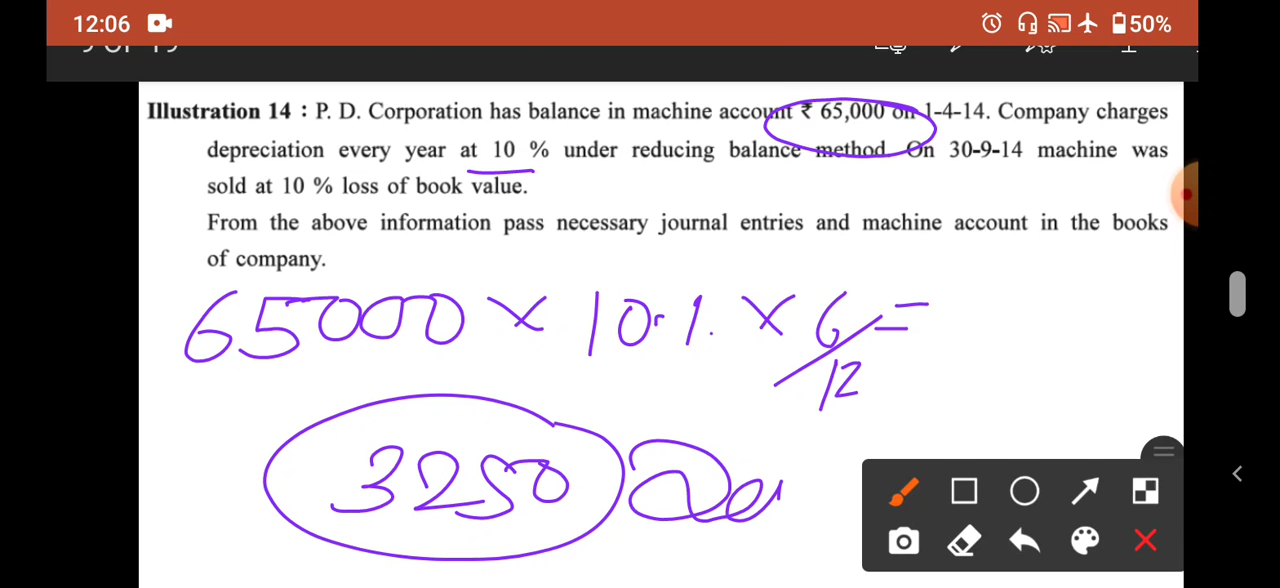 12:06 50%
9 of 19
Illustration 14 : P. D. Corporation has balance in machine account ₹ 65,000 on 1-4-14. Company charges
depreciation every year at 10 % under reducing balance method. On 30-9-14 machine was
sold at 10 % loss of book value.
From the above information pass necessary journal entries and machine account in the books
of company.
65000 × 10% × 6/12 =
3250